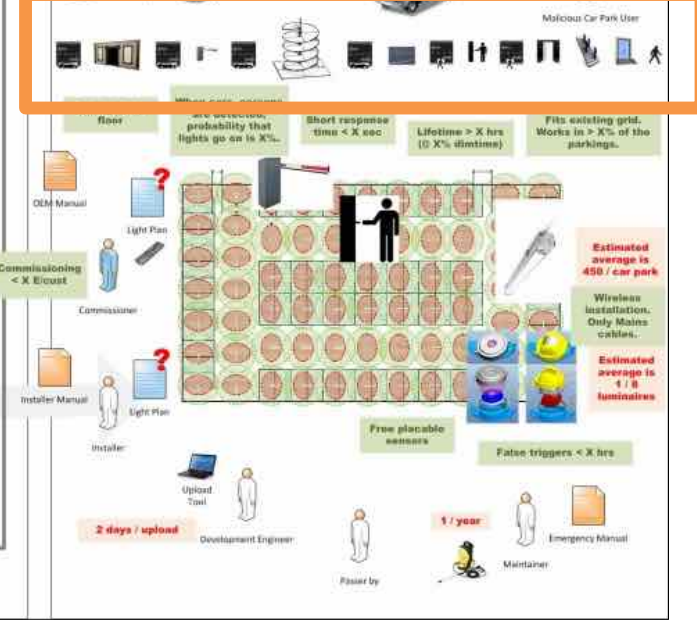 Malicious Car Park User
floor
When cars, persons
are detected,
probability that
lights go on is X%.
Short response
time < X sec
Lifetime > X hrs
(@ X% dimtime)
Fits existing grid.
Works in > X% of the
parkings.
OEM Manual
?
Light Plan
Commissioning
< X E/cust
Commissioner
Estimated
average is
450 / car park
Wireless
installation.
Only Mains
cables.
Estimated
average is
1 / 8
luminaires
Installer Manual
?
Light Plan
Installer
Free placable
sensors
False triggers < X hrs
Upload
Tool
2 days / upload
Development Engineer
1 / year
Emergency Manual
Maintainer
Passer by